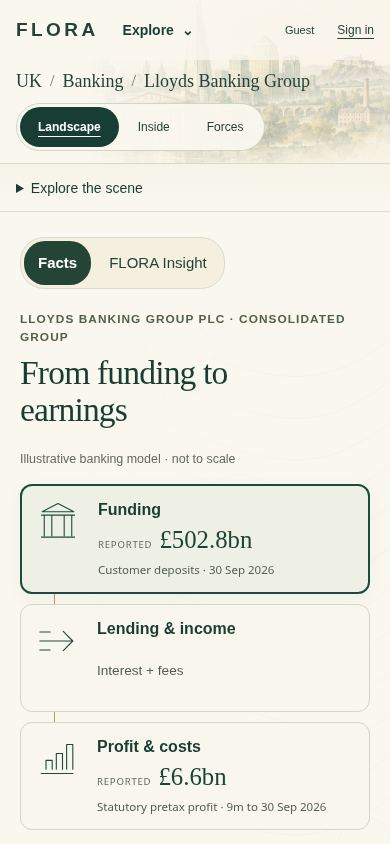 FLORA
Explore
Guest
Sign in
UK / Banking / Lloyds Banking Group
Landscape
Inside
Forces
Explore the scene
Facts
FLORA Insight
LLOYDS BANKING GROUP PLC · CONSOLIDATED
GROUP
From funding to
earnings
Illustrative banking model · not to scale
Funding
REPORTED £502.8bn
Customer deposits · 30 Sep 2026
Lending & income
Interest + fees
Profit & costs
REPORTED £6.6bn
Statutory pretax profit · 9m to 30 Sep 2026